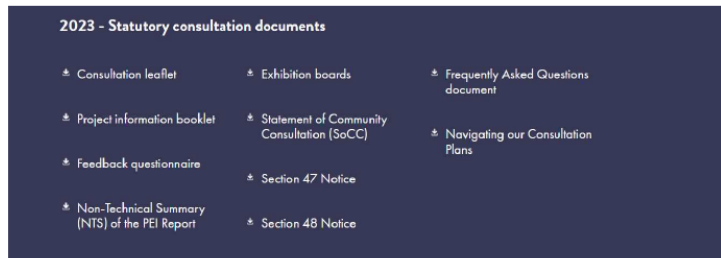 2023 - Statutory consultation documents
Consultation leaflet
Project information booklet
Feedback questionnaire
Non-Technical Summary
(NTS) of the PEI Report
Exhibition boards
Statement of Community
Consultation (SoCC)
Section 47 Notice
Section 48 Notice
Frequently Asked Questions
document
Navigating our Consultation
Plans